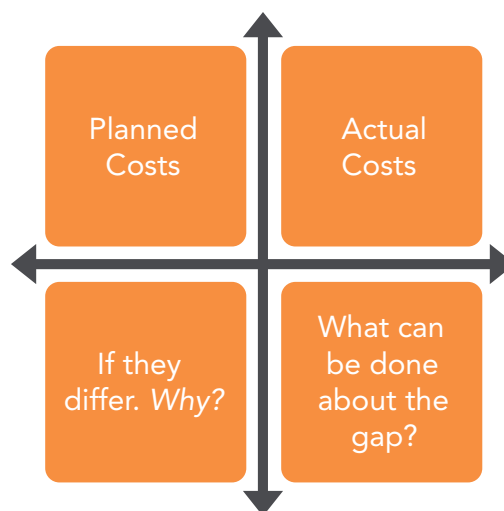 Planned
Costs
Actual
Costs
If they
differ. Why?
What can
be done
about the
gap?